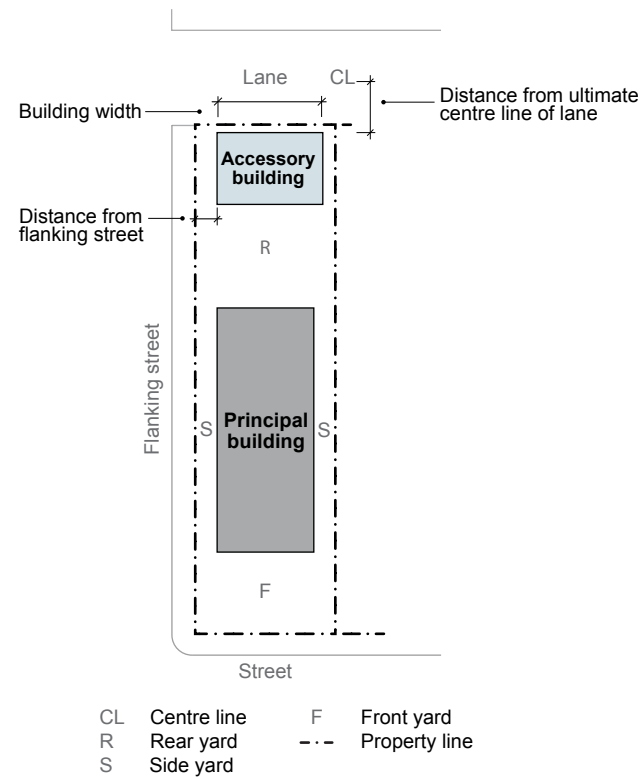 Lane
CL
Distance from ultimate
centre line of lane
Building width
Accessory
building
Distance from
flanking street
R
Flanking street
S
Principal
building
S
F
Street
CL Centre line
R Rear yard
S Side yard
F Front yard
Property line